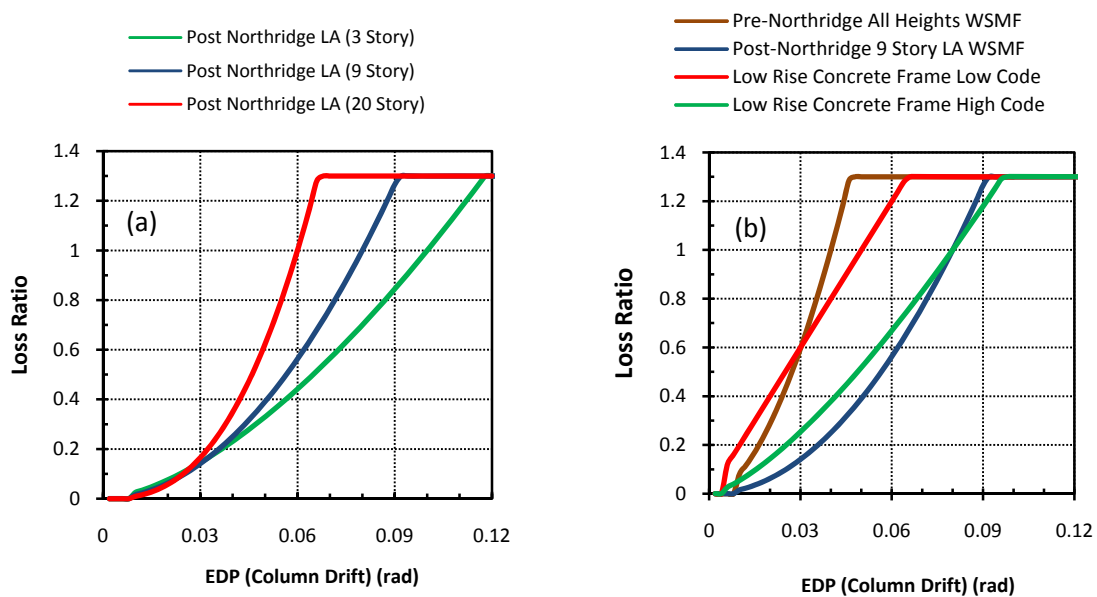 Post Northridge LA (3 Story)
Post Northridge LA (9 Story)
Post Northridge LA (20 Story)
1.4
1.2
1
0.8
0.6
0.4
0.2
0
Loss Ratio
(a)
0 0.03 0.06 0.09 0.12
EDP (Column Drift) (rad)
Pre-Northridge All Heights WSMF
Post-Northridge 9 Story LA WSMF
Low Rise Concrete Frame Low Code
Low Rise Concrete Frame High Code
1.4
1.2
1
0.8
0.6
0.4
0.2
0
Loss Ratio
(b)
0 0.03 0.06 0.09 0.12
EDP (Column Drift) (rad)